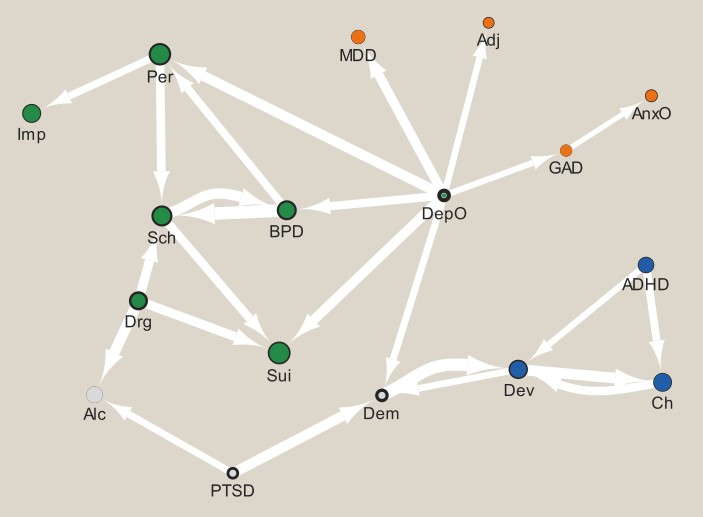 Adj
MDD
Per
AnxO
Imp
GAD
DepO
BPD
Sch
ADHD
Drg
Sui
Dev
Ch
Alc
Dem
PTSD